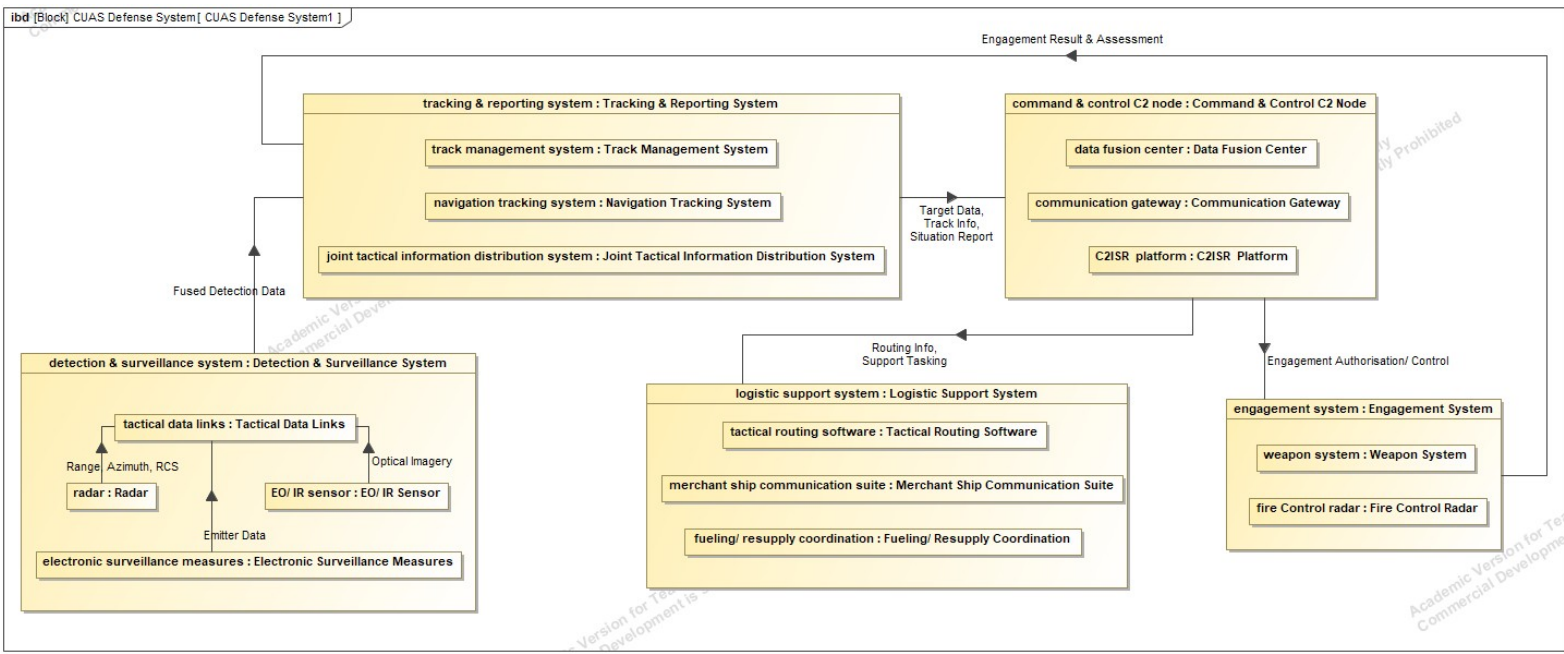 ibd [Block] CUAS Defense System[ CUAS Defense System1 ]
Engagement Result & Assessment
tracking & reporting system : Tracking & Reporting System
track management system : Track Management System
navigation tracking system : Navigation Tracking System
joint tactical information distribution system : Joint Tactical Information Distribution System
command & control C2 node : Command & Control C2 Node
data fusion center : Data Fusion Center
communication gateway : Communication Gateway
C2ISR platform : C2ISR Platform
Target Data,
Track Info,
Situation Report
Fused Detection Data
detection & surveillance system : Detection & Surveillance System
tactical data links : Tactical Data Links
Range, Azimuth, RCS
Optical Imagery
radar : Radar
EO/ IR sensor : EO/ IR Sensor
Emitter Data
electronic surveillance measures : Electronic Surveillance Measures
Routing Info,
Support Tasking
logistic support system : Logistic Support System
tactical routing software : Tactical Routing Software
merchant ship communication suite : Merchant Ship Communication Suite
fueling/ resupply coordination : Fueling/ Resupply Coordination
Engagement Authorisation/ Control
engagement system : Engagement System
weapon system : Weapon System
fire Control radar : Fire Control Radar
Academic Version for Tea
Commercial Developme